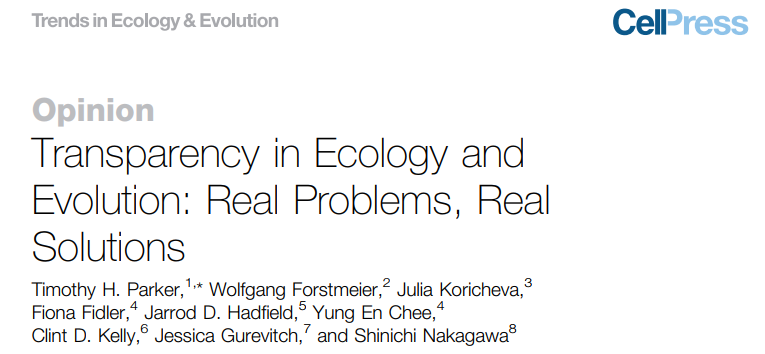 Trends in Ecology & Evolution
CellPress
Opinion
Transparency in Ecology and
Evolution: Real Problems, Real
Solutions
Timothy H. Parker,1,* Wolfgang Forstmeier,2 Julia Koricheva,3
Fiona Fidler,4 Jarrod D. Hadfield,5 Yung En Chee,4
Clint D. Kelly,6 Jessica Gurevitch,7 and Shinichi Nakagawa8